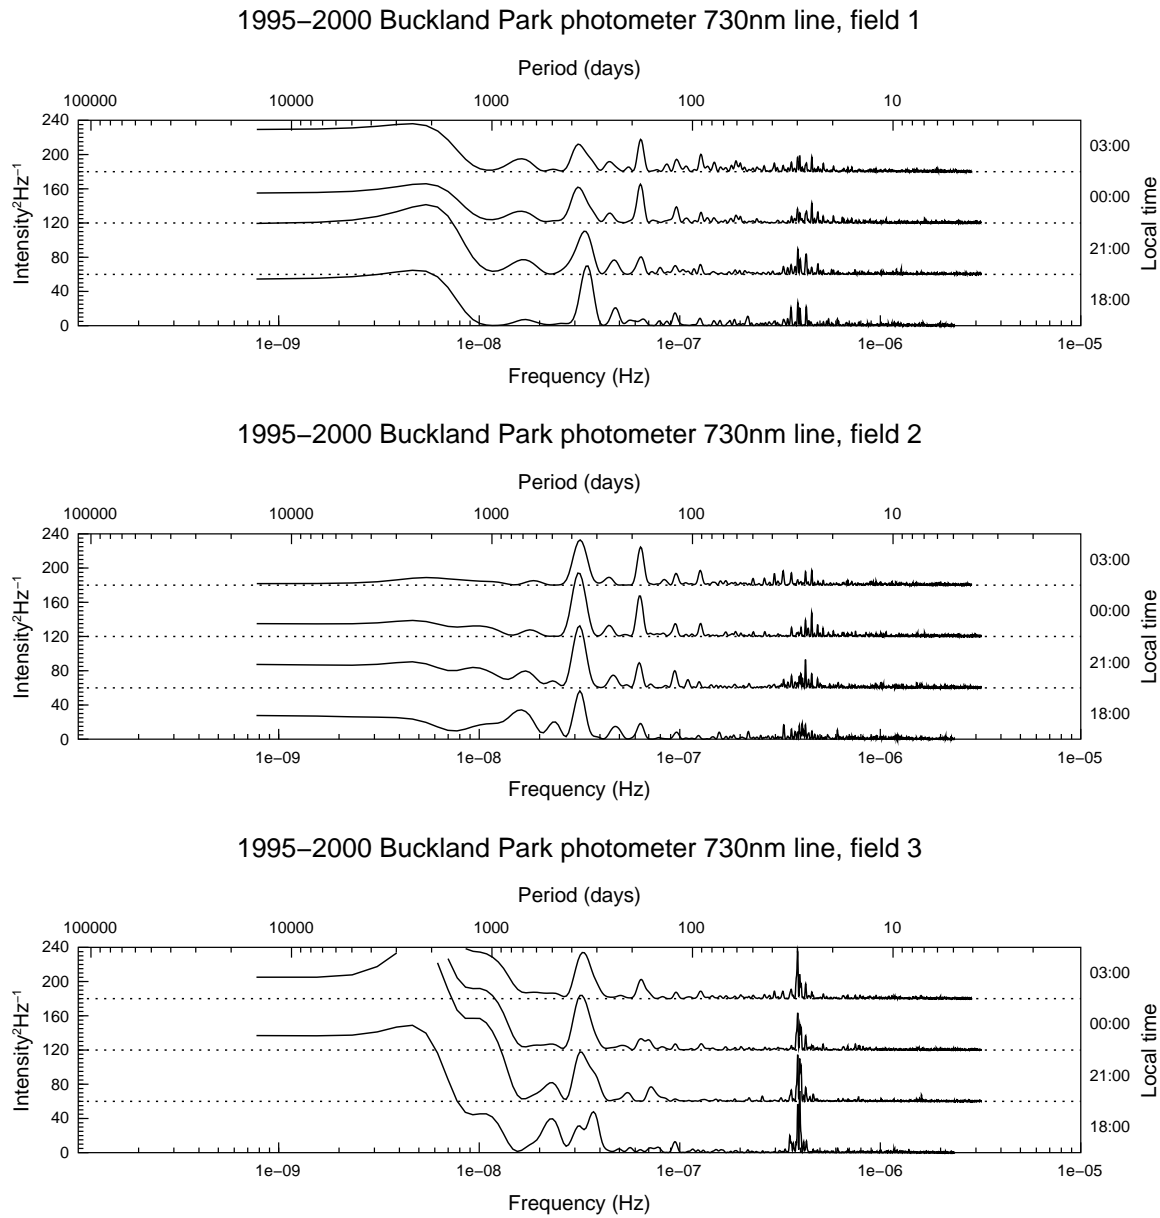 1995−2000 Buckland Park photometer 730nm line, field 1
Period (days)
100000 10000 1000 100 10
Intensity²Hz⁻¹
240
200
160
120
80
40
0
03:00
00:00
21:00
18:00
Local time
1e−09 1e−08 1e−07 1e−06 1e−05
Frequency (Hz)
1995−2000 Buckland Park photometer 730nm line, field 2
Period (days)
100000 10000 1000 100 10
Intensity²Hz⁻¹
240
200
160
120
80
40
0
03:00
00:00
21:00
18:00
Local time
1e−09 1e−08 1e−07 1e−06 1e−05
Frequency (Hz)
1995−2000 Buckland Park photometer 730nm line, field 3
Period (days)
100000 10000 1000 100 10
Intensity²Hz⁻¹
240
200
160
120
80
40
0
03:00
00:00
21:00
18:00
Local time
1e−09 1e−08 1e−07 1e−06 1e−05
Frequency (Hz)